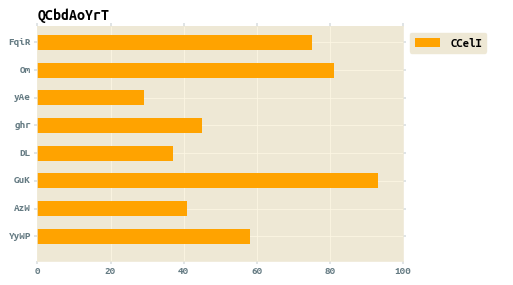 QCbdAoYrT
FqiR
Om
yAe
ghr
DL
GuK
AzW
YyWP
0 20 40 60 80 100
CCelI